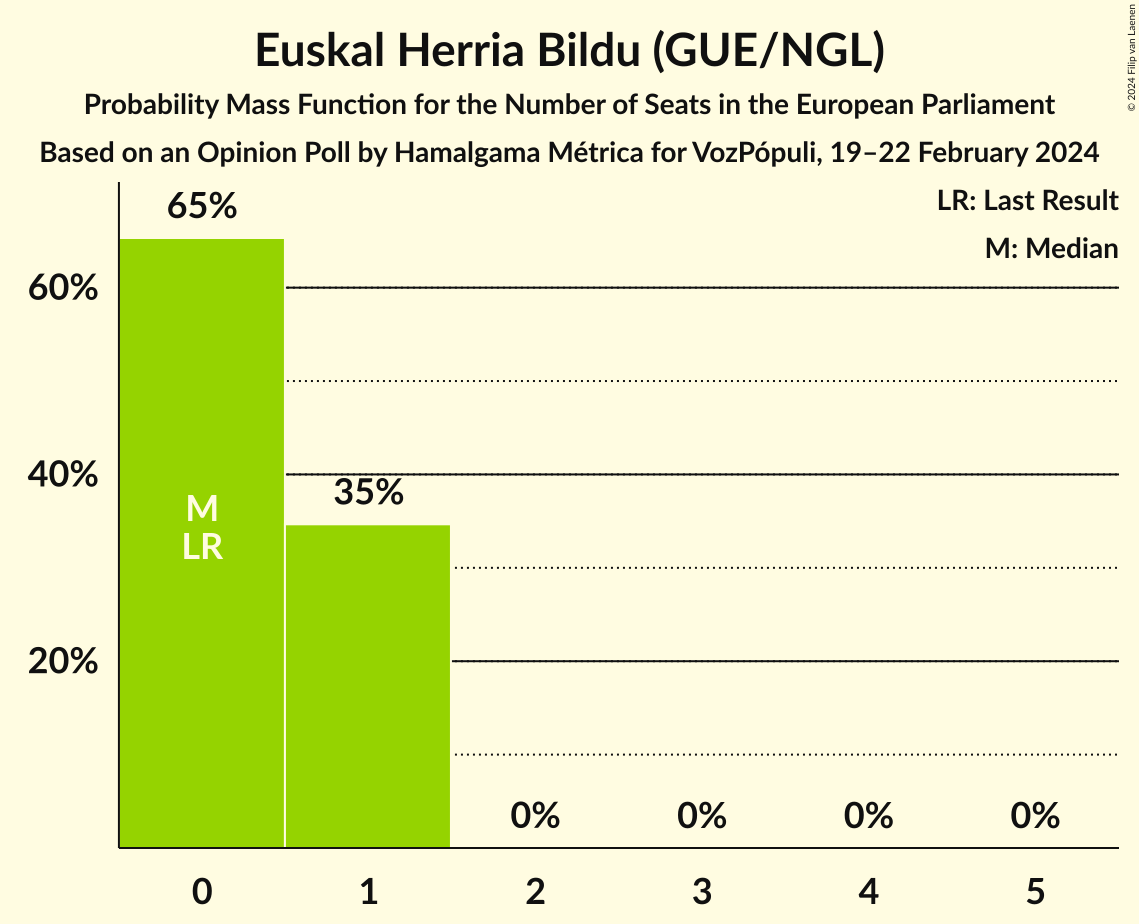 Euskal Herria Bildu (GUE/NGL)
Probability Mass Function for the Number of Seats in the European Parliament
Based on an Opinion Poll by Hamalgama Métrica for VozPópuli, 19–22 February 2024
© 2024 Filip van Laenen
LR: Last Result
M: Median
65%
60%
40%
35%
M
LR
20%
0% 0% 0% 0%
0 1 2 3 4 5